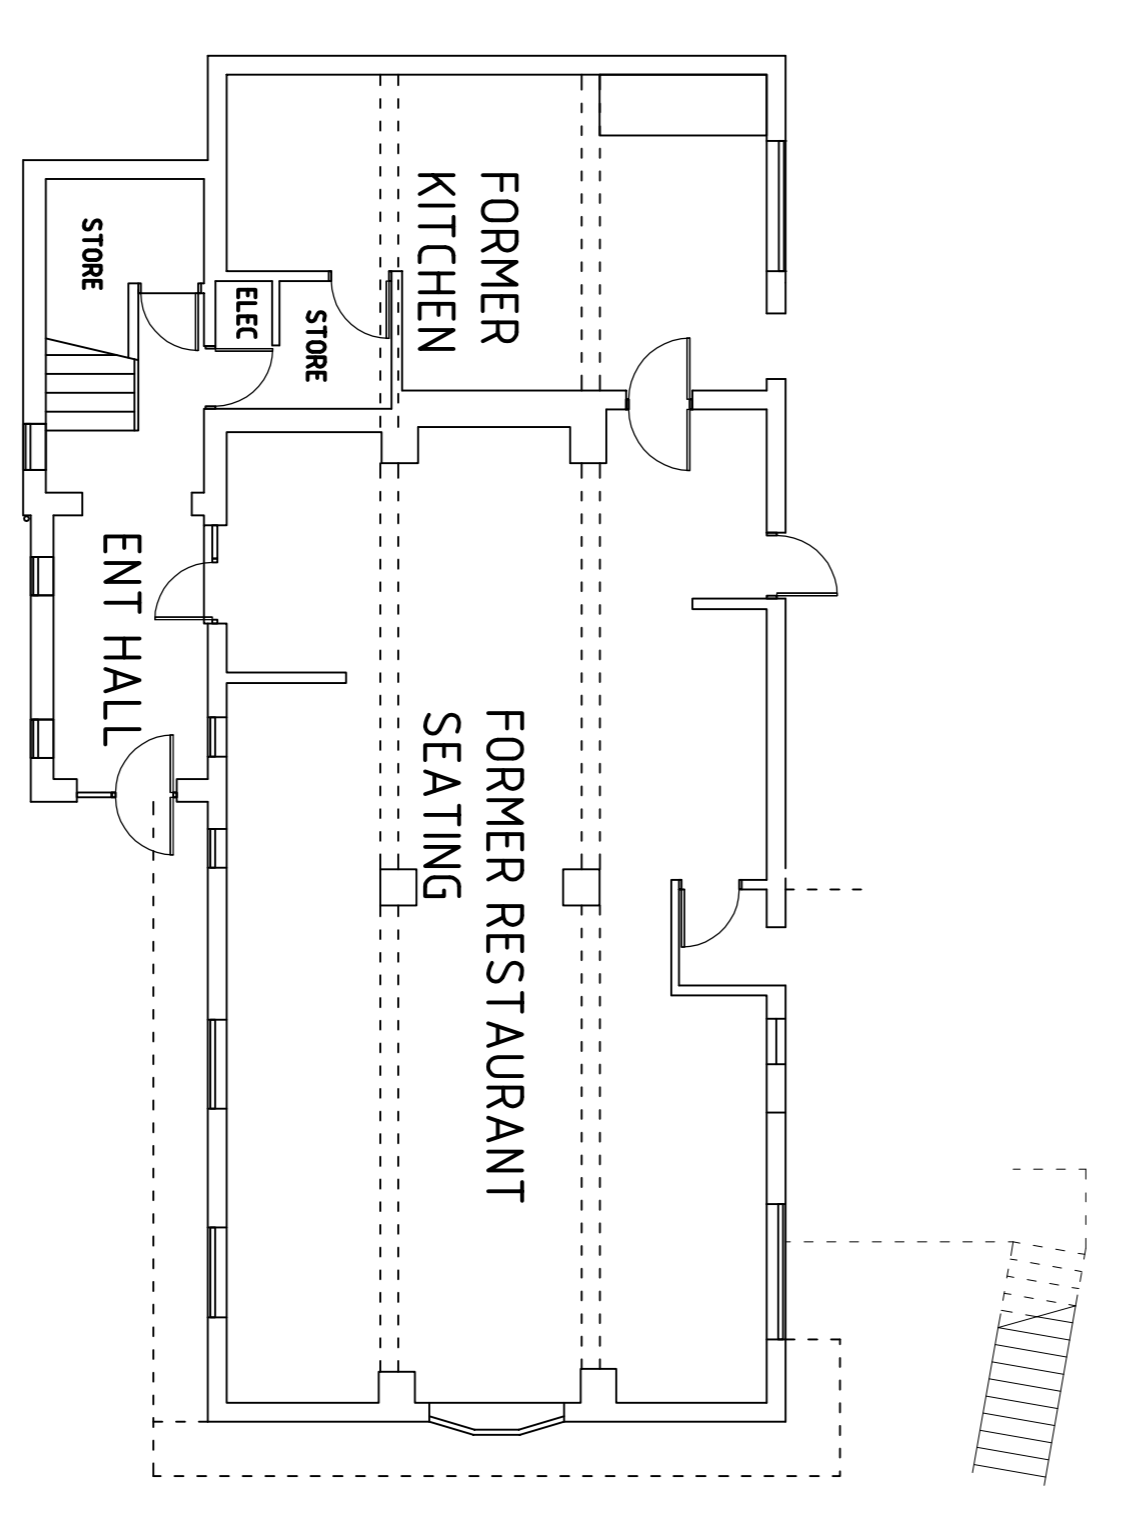 FORMER
KITCHEN
STORE
ELEC
STORE
ENT HALL
FORMER RESTAURANT
SEATING